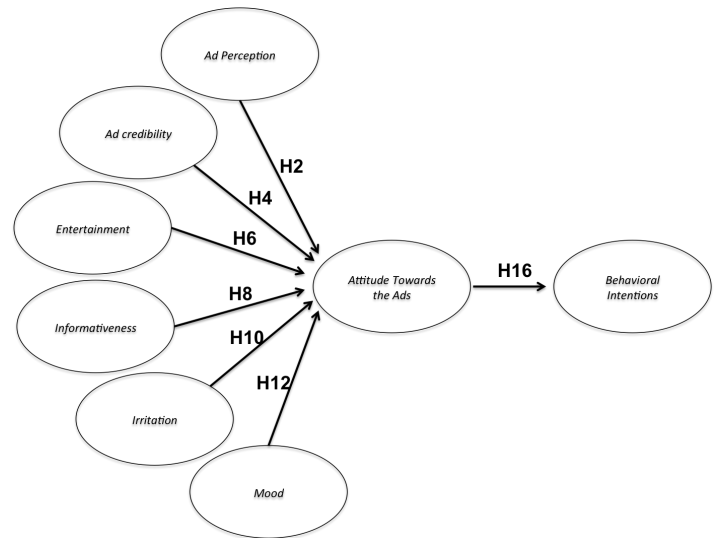 Ad Perception
Ad credibility
H2
H4
Entertainment
H6
Attitude Towards
the Ads
H16
Behavioral
Intentions
H8
Informativeness
H10
H12
Irritation
Mood